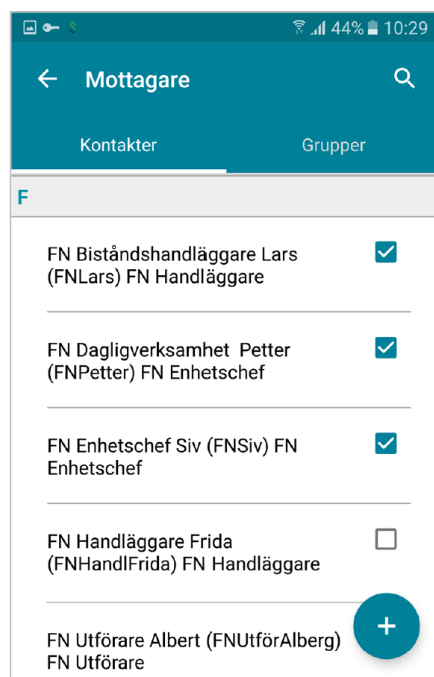 44% 10:29
Mottagare
Kontakter Grupper
F
FN Biståndshandläggare Lars
(FNLars) FN Handläggare
FN Dagligverksamhet Petter
(FNPetter) FN Enhetschef
FN Enhetschef Siv (FNSiv) FN
Enhetschef
FN Handläggare Frida
(FNHandlFrida) FN Handläggare
FN Utförare Albert (FNUtförAlberg)
FN Utförare